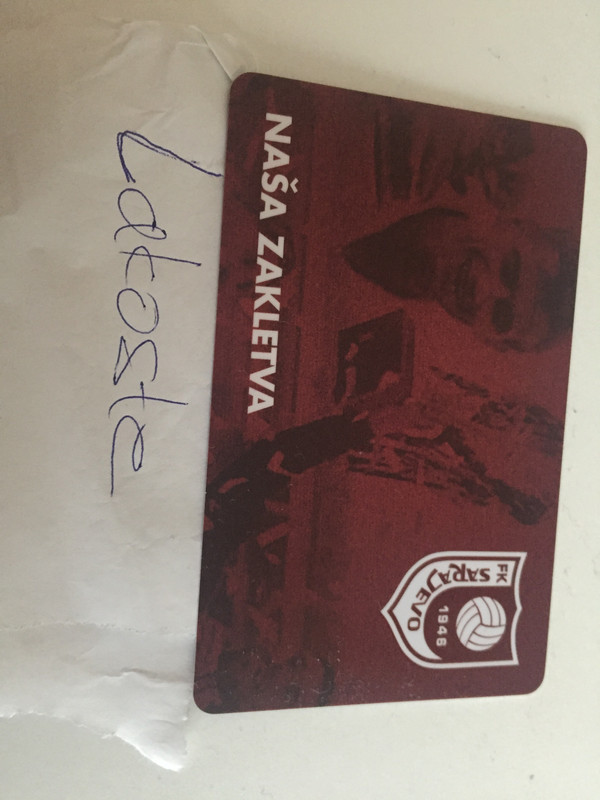 NAŠA ZAKLETVA
FK
SARAJEVO
1946
Latoste